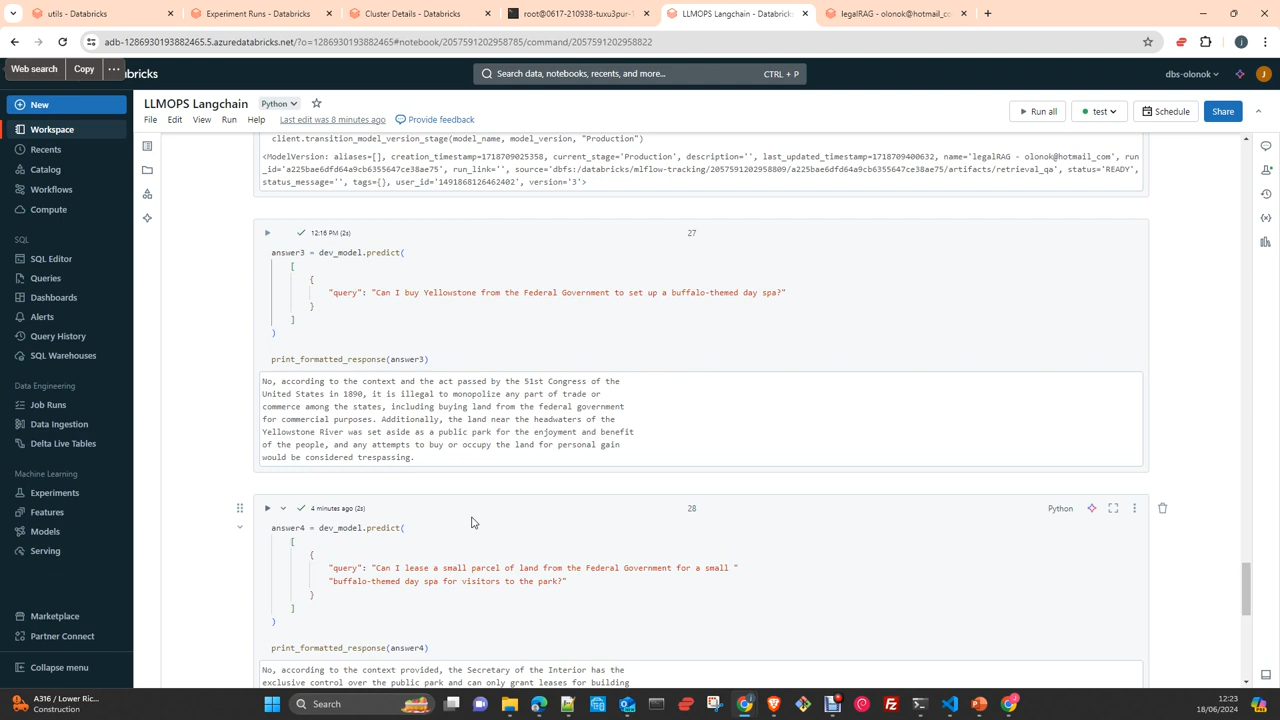 utils - Databricks
Experiment Runs - Databricks
Cluster Details - Databricks
root@0617-210938-tuxu3pur-1
LLMOPS Langchain - Databricks
legalRAG - olonok@hotmail_co
adb-1286930193882465.5.azuredatabricks.net/?o=1286930193882465#notebook/2057591202958785/command/2057591202958822
Web search
Copy
...
bricks
Search data, notebooks, recents, and more...
CTRL + P
dbs-olonok
J
New
Workspace
Recents
Catalog
Workflows
Compute
SQL
SQL Editor
Queries
Dashboards
Alerts
Query History
SQL Warehouses
Data Engineering
Job Runs
Data Ingestion
Delta Live Tables
Machine Learning
Experiments
Features
Models
Serving
Marketplace
Partner Connect
Collapse menu
LLMOPS Langchain
Python
File Edit View Run Help Last edit was 8 minutes ago Provide feedback
Run all
test
Schedule
Share
client.transition_model_version_stage(model_name, model_version, "Production")
<ModelVersion: aliases=[], creation_timestamp=1718709025358, current_stage='Production', description='', last_updated_timestamp=1718709400632, name='legalRAG - olonok@hotmail_com', run
_id='a225bae6dfd64a9cb6355647ce38ae75', run_link='', source='dbfs:/databricks/mlflow-tracking/2057591202958809/a225bae6dfd64a9cb6355647ce38ae75/artifacts/retrieval_qa', status='READY',
status_message='', tags={}, user_id='1491868126462402', version='3'>
12:16 PM (2s)
27
answer3 = dev_model.predict(
[
{
"query": "Can I buy Yellowstone from the Federal Government to set up a buffalo-themed day spa?"
}
]
)
print_formatted_response(answer3)
No, according to the context and the act passed by the 51st Congress of the
United States in 1890, it is illegal to monopolize any part of trade or
commerce among the states, including buying land from the federal government
for commercial purposes. Additionally, the land near the headwaters of the
Yellowstone River was set aside as a public park for the enjoyment and benefit
of the people, and any attempts to buy or occupy the land for personal gain
would be considered trespassing.
4 minutes ago (2s)
28
Python
answer4 = dev_model.predict(
[
{
"query": "Can I lease a small parcel of land from the Federal Government for a small "
"buffalo-themed day spa for visitors to the park?"
}
]
)
print_formatted_response(answer4)
No, according to the context provided, the Secretary of the Interior has the
exclusive control over the public park and can only grant leases for building
A316 / Lower Ric...
Construction
Search
12:23
18/06/2024